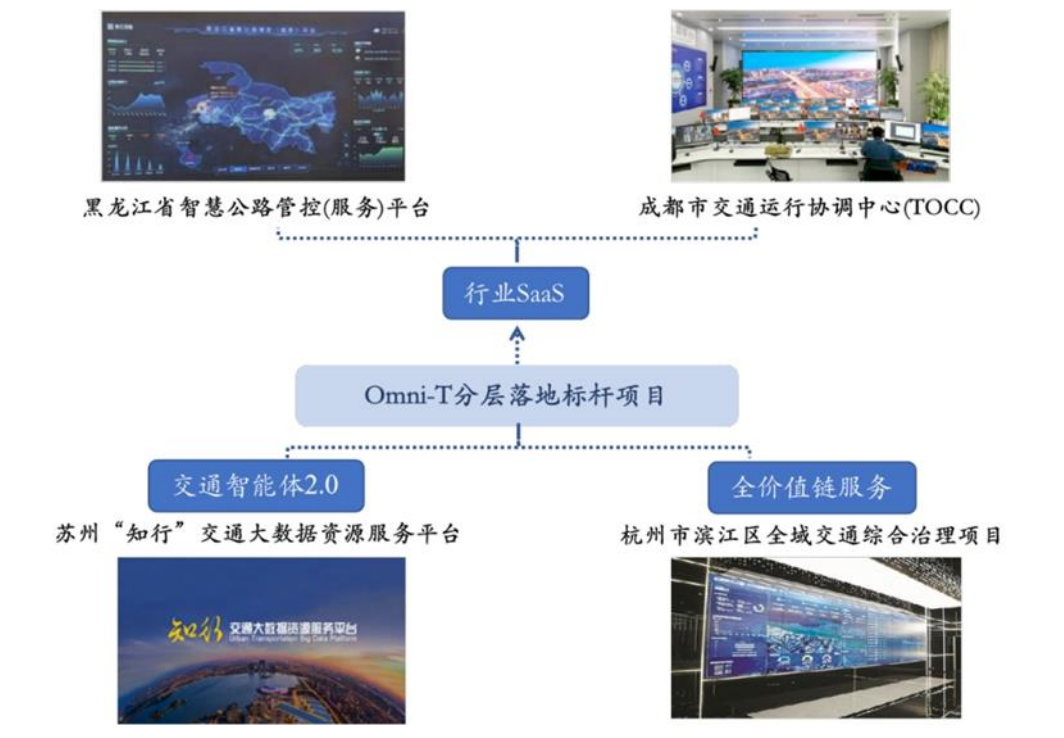 黑龙江省智慧公路管控(服务)平台
成都市交通运行协调中心(TOCC)
行业SaaS
Omni-T分层落地标杆项目
交通智能体2.0
全价值链服务
苏州“知行”交通大数据资源服务平台
杭州市滨江区全域交通综合治理项目
知行 交通大数据资源服务平台
Urban Transportation Big Data Platform